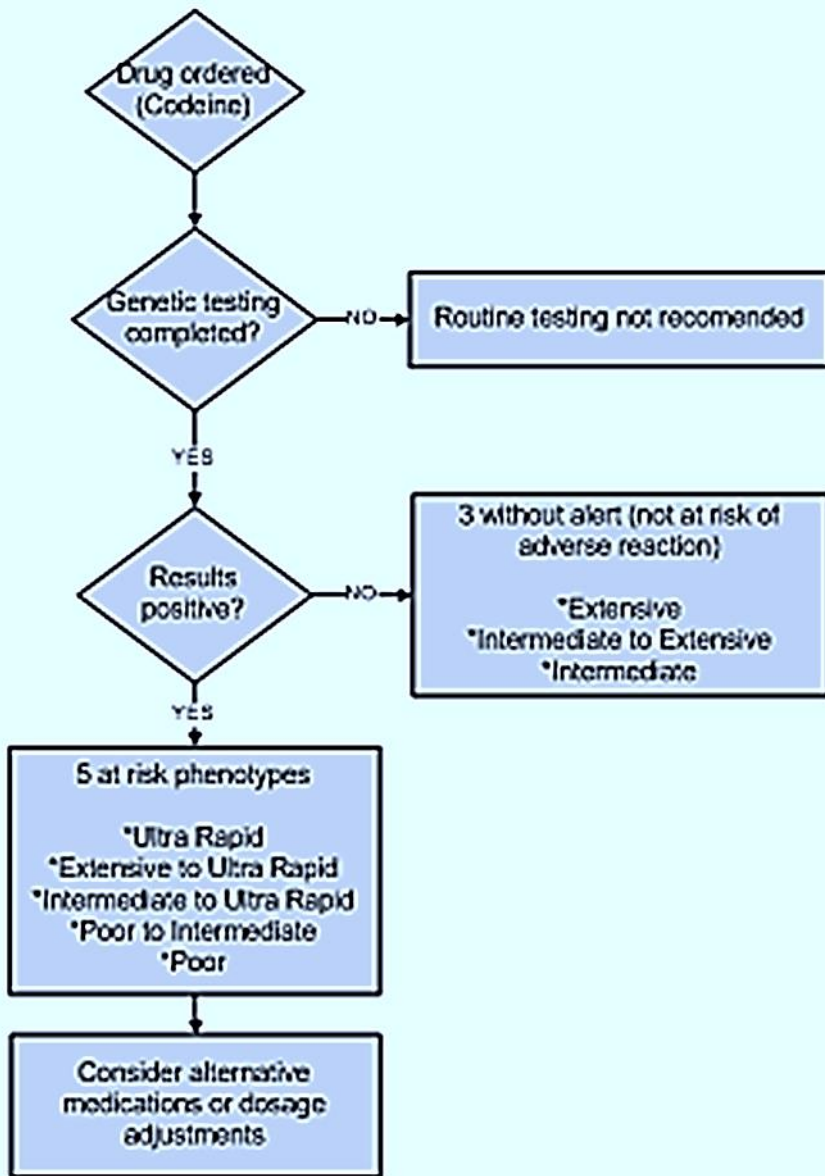 Drug ordered
(Codeine)
Genetic testing
completed?
NO
Routine testing not recomended
YES
Results
positive?
NO
3 without alert (not at risk of
adverse reaction)
*Extensive
*Intermediate to Extensive
*Intermediate
YES
5 at risk phenotypes
*Ultra Rapid
*Extensive to Ultra Rapid
*Intermediate to Ultra Rapid
*Poor to Intermediate
*Poor
Consider alternative
medications or dosage
adjustments